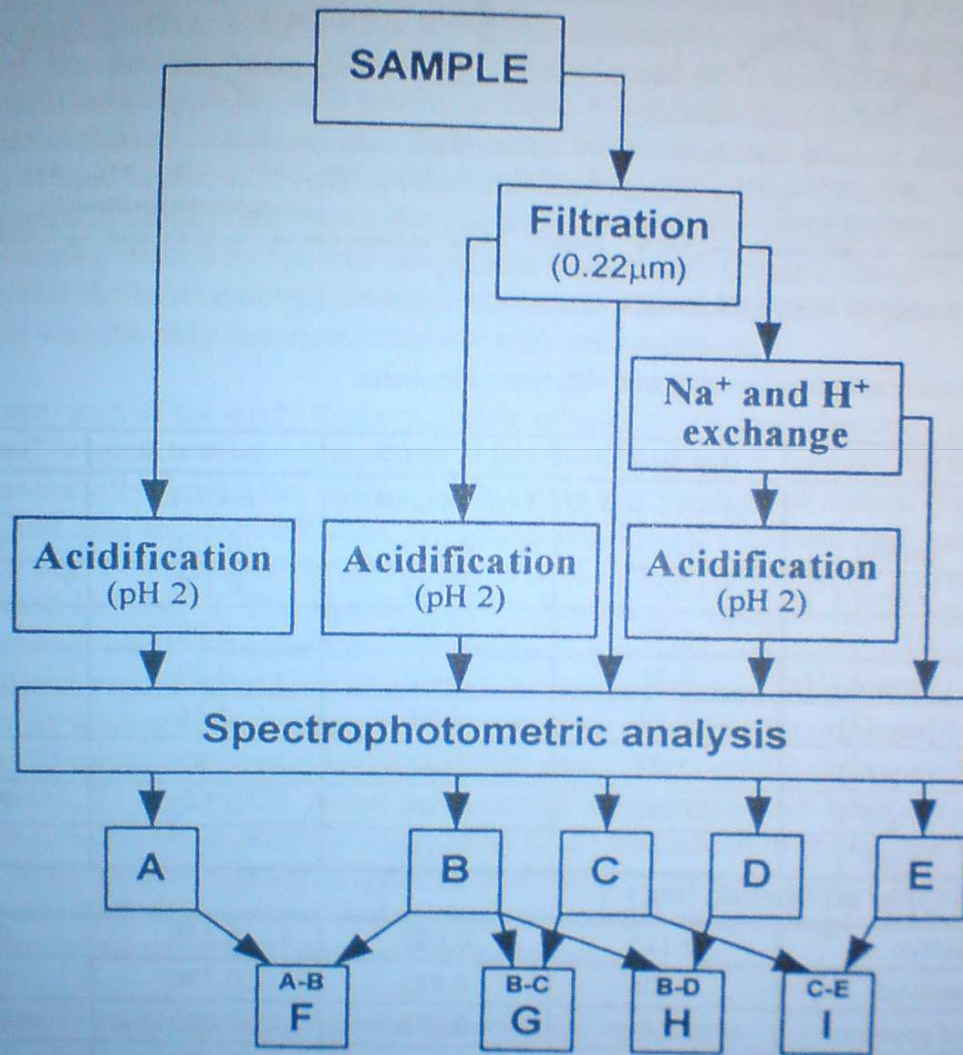 SAMPLE
Filtration
(0.22µm)
Na⁺ and H⁺
exchange
Acidification
(pH 2)
Acidification
(pH 2)
Acidification
(pH 2)
Spectrophotometric analysis
A
B
C
D
E
A-B
F
B-C
G
B-D
H
C-E
I